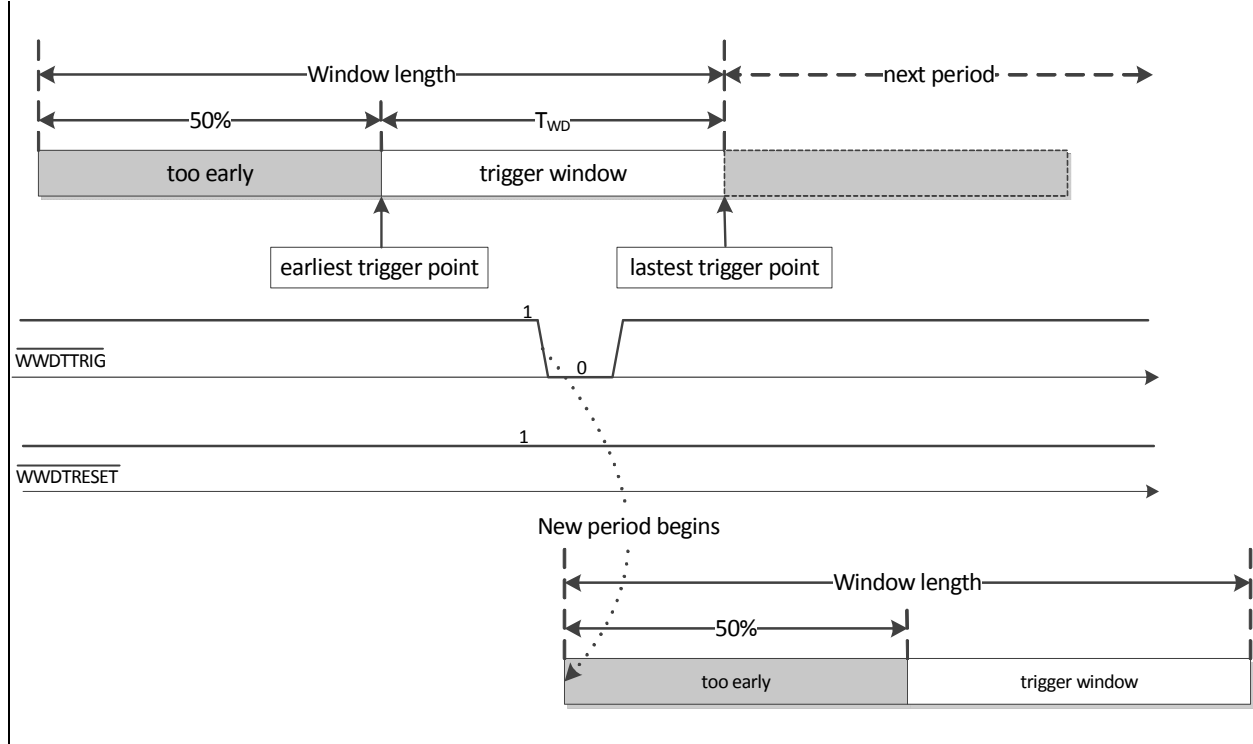 Window length
next period
50%
TWD
too early
trigger window
earliest trigger point
lastest trigger point
1
WWDTTRIG
0
1
WWDTRESET
New period begins
Window length
50%
too early
trigger window